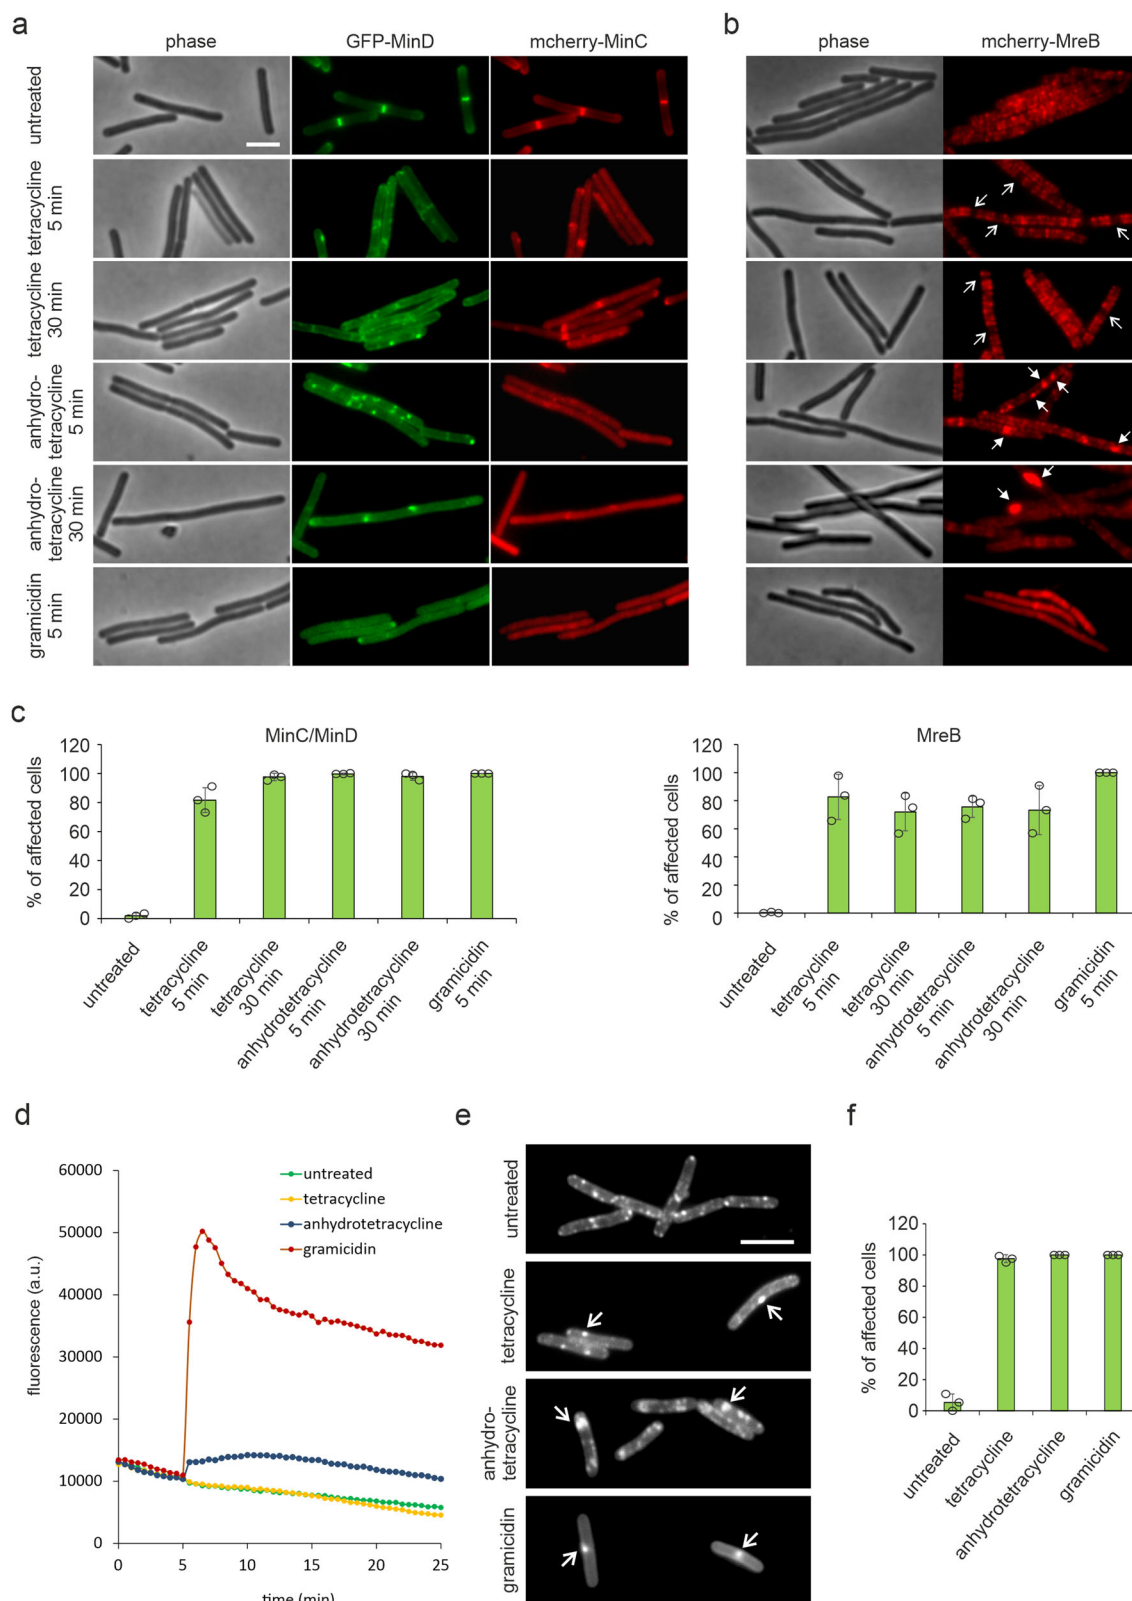 a
phase
GFP-MinD
mcherry-MinC
b
phase
mcherry-MreB
untreated
tetracycline
5 min
tetracycline
30 min
anhydro-
tetracycline
5 min
anhydro-
tetracycline
30 min
gramicidin
5 min
c
MinC/MinD
% of affected cells
120
100
80
60
40
20
0
untreated
tetracycline
5 min
tetracycline
30 min
anhydrotetracycline
5 min
anhydrotetracycline
30 min
gramicidin
5 min
MreB
% of affected cells
120
100
80
60
40
20
0
untreated
tetracycline
5 min
tetracycline
30 min
anhydrotetracycline
5 min
anhydrotetracycline
30 min
gramicidin
5 min
d
fluorescence (a.u.)
60000
50000
40000
30000
20000
10000
0
untreated
tetracycline
anhydrotetracycline
gramicidin
0
5
10
15
20
25
time (min)
e
untreated
tetracycline
anhydro-
tetracycline
gramicidin
f
% of affected cells
120
100
80
60
40
20
0
untreated
tetracycline
anhydrotetracycline
gramicidin